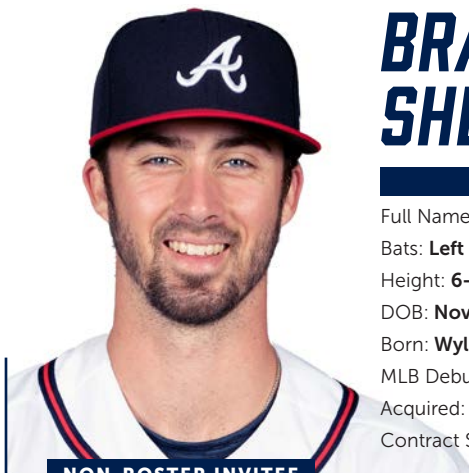 BRA
SHE
Full Name
Bats: Left
Height: 6-
DOB: Nov
Born: Wyl
MLB Debu
Acquired:
Contract S
NON-ROSTER INVITEE